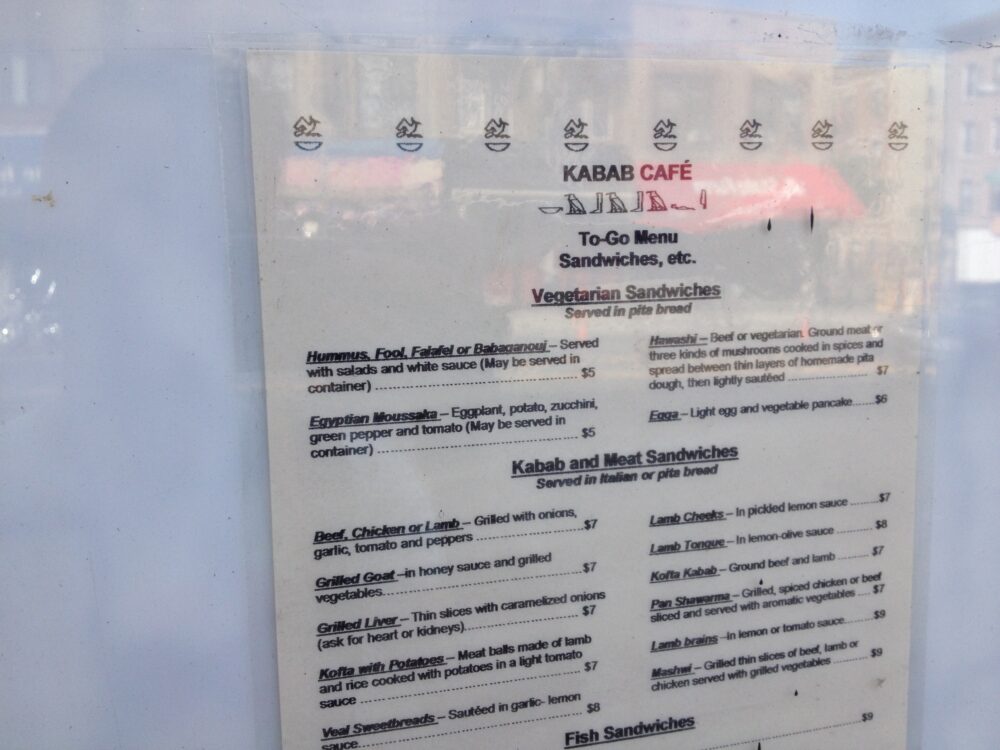 KABAB CAFÉ
To-Go Menu
Sandwiches, etc.
Vegetarian Sandwiches
Served in pita bread
Hummus, Fool, Falafel or Babaganouj – Served
with salads and white sauce (May be served in
container) ........................................ $5
Egyptian Moussaka – Eggplant, potato, zucchini,
green pepper and tomato (May be served in
container) ........................................ $5
Hawashi – Beef or vegetarian. Ground meat or
three kinds of mushrooms cooked in spices and
spread between thin layers of homemade pita
dough, then lightly sautéed .................... $7
Egga – Light egg and vegetable pancake........$6
Kabab and Meat Sandwiches
Served in Italian or pita bread
Beef, Chicken or Lamb – Grilled with onions,
garlic, tomato and peppers ......................$7
Grilled Goat –in honey sauce and grilled
vegetables........................................ $7
Grilled Liver – Thin slices with caramelized onions
(ask for heart or kidneys)........................ $7
Kofta with Potatoes – Meat balls made of lamb
and rice cooked with potatoes in a light tomato
sauce ............................................. $7
Veal Sweetbreads – Sautéed in garlic- lemon
sauce............................................. $8
Lamb Cheeks – In pickled lemon sauce ........$7
Lamb Tongue – In lemon-olive sauce ........... $8
Kofta Kabab – Ground beef and lamb .......... $7
Pan Shawarma – Grilled, spiced chicken or beef
sliced and served with aromatic vegetables .... $7
Lamb brains –In lemon or tomato sauce.........$9
Mashwi – Grilled thin slices of beef, lamb or
chicken served with grilled vegetables .......... $9
Fish Sandwiches
$9